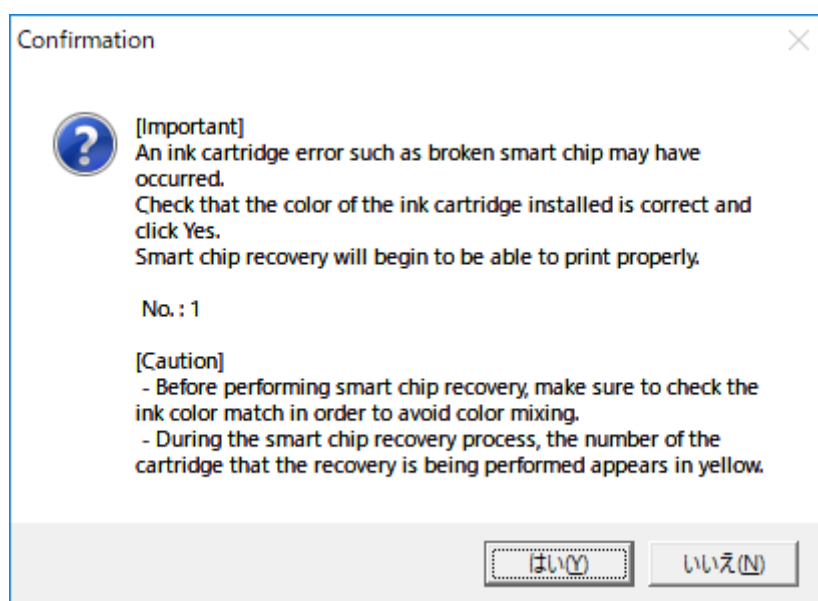 Confirmation
[Important]
An ink cartridge error such as broken smart chip may have
occurred.
Check that the color of the ink cartridge installed is correct and
click Yes.
Smart chip recovery will begin to be able to print properly.
No. : 1
[Caution]
- Before performing smart chip recovery, make sure to check the
ink color match in order to avoid color mixing.
- During the smart chip recovery process, the number of the
cartridge that the recovery is being performed appears in yellow.
はい(Y)
いいえ(N)